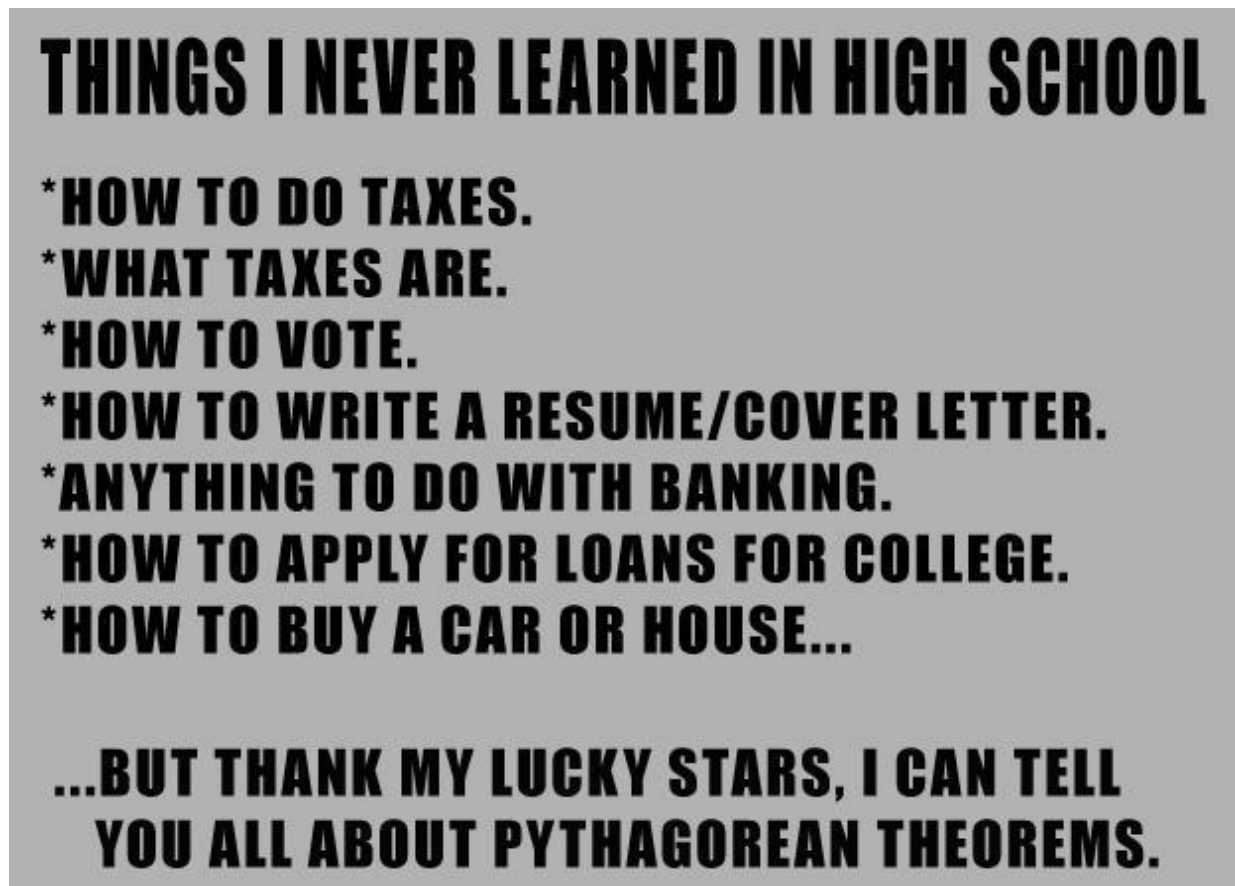 THINGS I NEVER LEARNED IN HIGH SCHOOL
*HOW TO DO TAXES.
*WHAT TAXES ARE.
*HOW TO VOTE.
*HOW TO WRITE A RESUME/COVER LETTER.
*ANYTHING TO DO WITH BANKING.
*HOW TO APPLY FOR LOANS FOR COLLEGE.
*HOW TO BUY A CAR OR HOUSE...
...BUT THANK MY LUCKY STARS, I CAN TELL
YOU ALL ABOUT PYTHAGOREAN THEOREMS.